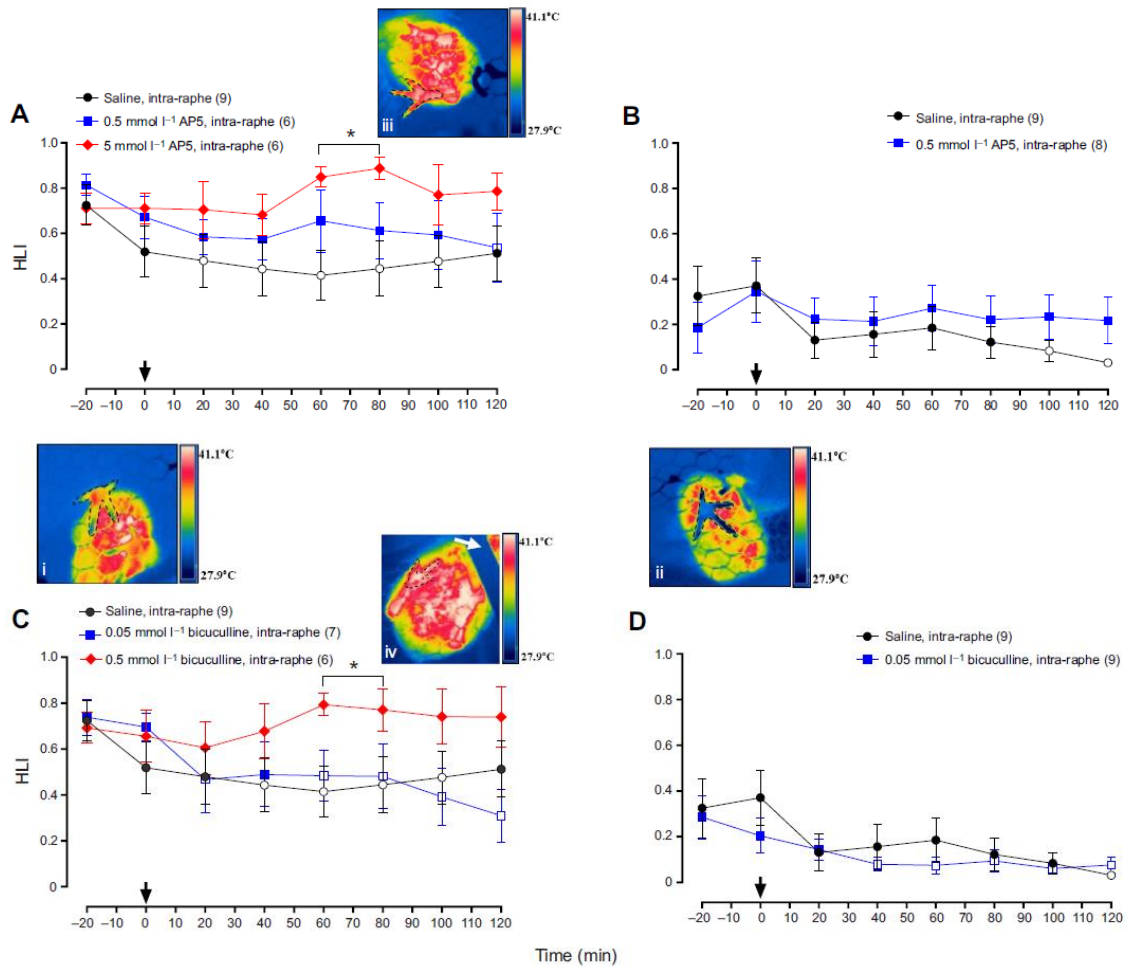 41.1°C
iii
27.9°C
A
Saline, intra-raphe (9)
0.5 mmol l⁻¹ AP5, intra-raphe (6)
5 mmol l⁻¹ AP5, intra-raphe (6)
*
HLI
1.0
0.8
0.6
0.4
0.2
0
–20 –10 0 10 20 30 40 50 60 70 80 90 100 110 120
B
Saline, intra-raphe (9)
0.5 mmol l⁻¹ AP5, intra-raphe (8)
1.0
0.8
0.6
0.4
0.2
0
–20 –10 0 10 20 30 40 50 60 70 80 90 100 110 120
41.1°C
i
27.9°C
41.1°C
iv
27.9°C
41.1°C
ii
27.9°C
C
Saline, intra-raphe (9)
0.05 mmol l⁻¹ bicuculline, intra-raphe (7)
0.5 mmol l⁻¹ bicuculline, intra-raphe (6)
*
HLI
1.0
0.8
0.6
0.4
0.2
0
–20 –10 0 10 20 30 40 50 60 70 80 90 100 110 120
D
Saline, intra-raphe (9)
0.05 mmol l⁻¹ bicuculline, intra-raphe (9)
1.0
0.8
0.6
0.4
0.2
0
–20 –10 0 10 20 30 40 50 60 70 80 90 100 110 120
Time (min)